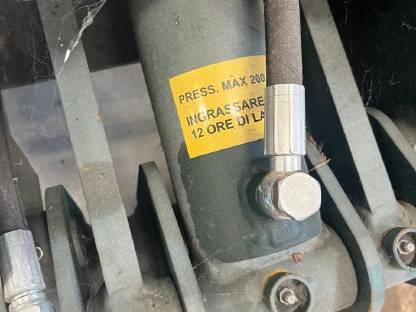 PRESS. MAX 200
INGRASSARE
12 ORE DI LA